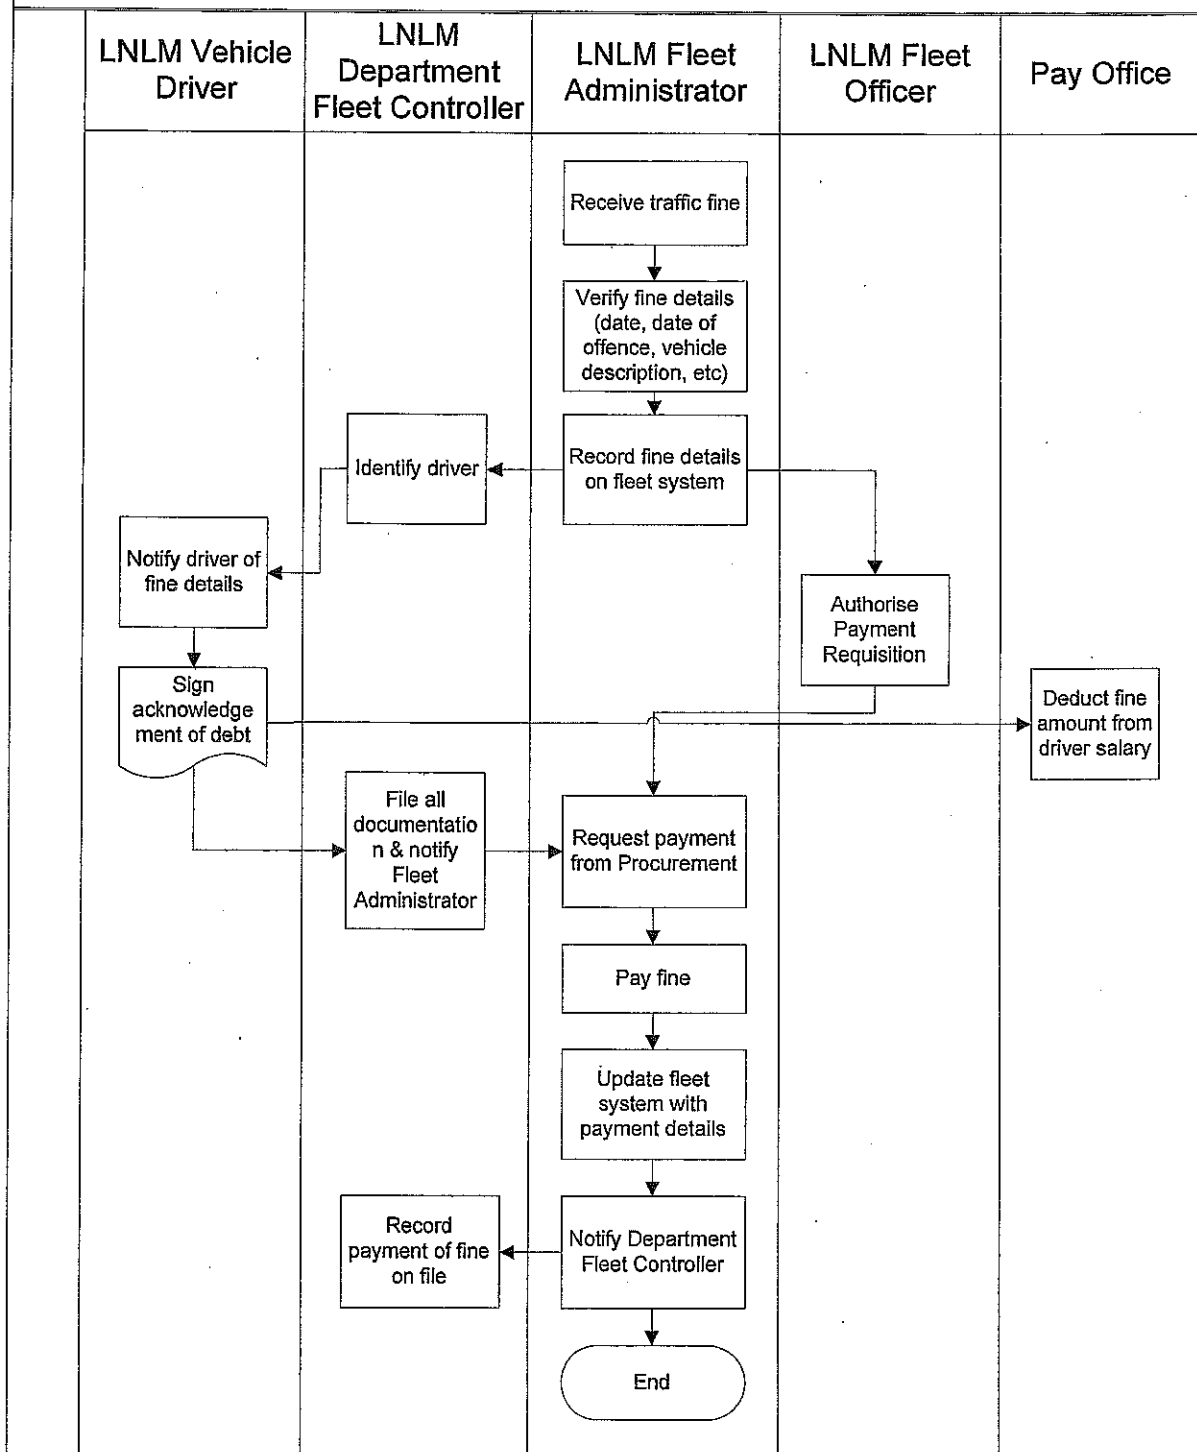 LNLM Vehicle
Driver
LNLM
Department
Fleet Controller
LNLM Fleet
Administrator
LNLM Fleet
Officer
Pay Office
Receive traffic fine
Verify fine details
(date, date of
offence, vehicle
description, etc)
Identify driver
Record fine details
on fleet system
Notify driver of
fine details
Authorise
Payment
Requisition
Sign
acknowledge
ment of debt
Deduct fine
amount from
driver salary
File all
documentatio
n & notify
Fleet
Administrator
Request payment
from Procurement
Pay fine
Update fleet
system with
payment details
Record
payment of fine
on file
Notify Department
Fleet Controller
End